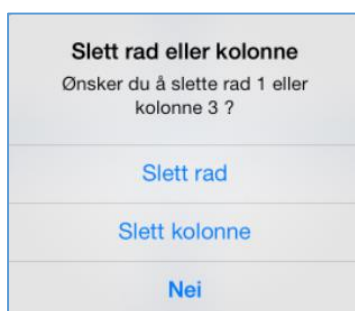 Slett rad eller kolonne
Ønsker du å slette rad 1 eller
kolonne 3 ?
Slett rad
Slett kolonne
Nei